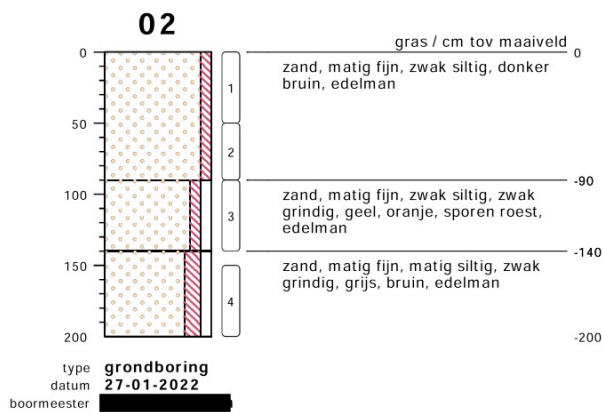 02
gras / cm tov maaiveld
0
0
zand, matig fijn, zwak siltig, donker
bruin, edelman
1
50
2
-90
100
zand, matig fijn, zwak siltig, zwak
grindig, geel, oranje, sporen roest,
edelman
3
-140
150
zand, matig fijn, matig siltig, zwak
grindig, grijs, bruin, edelman
4
200
-200
type grondboring
datum 27-01-2022
boormeester